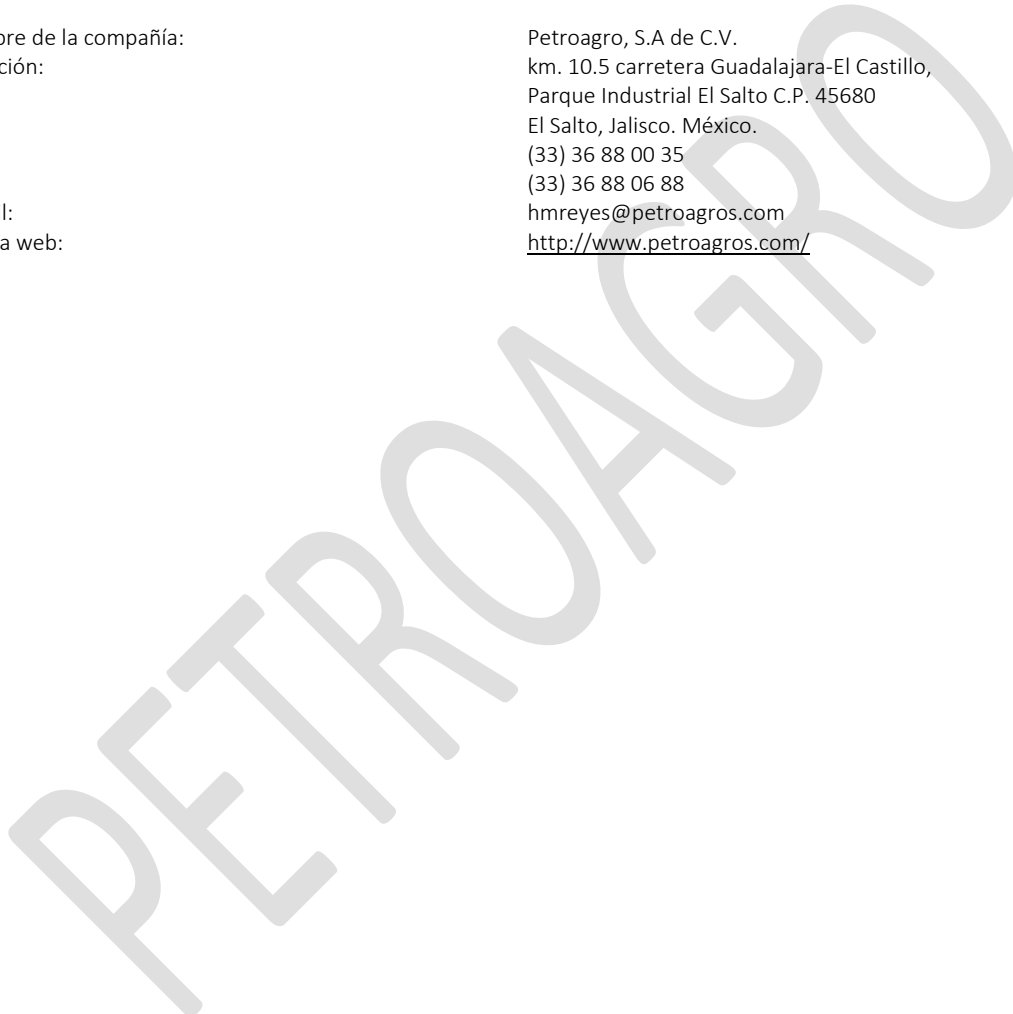 bre de la compañía: Petroagro, S.A de C.V.
ción: km. 10.5 carretera Guadalajara-El Castillo,
Parque Industrial El Salto C.P. 45680
El Salto, Jalisco. México.
(33) 36 88 00 35
(33) 36 88 06 88
l: hmreyes@petroagros.com
a web: http://www.petroagros.com/
PETROAGRO